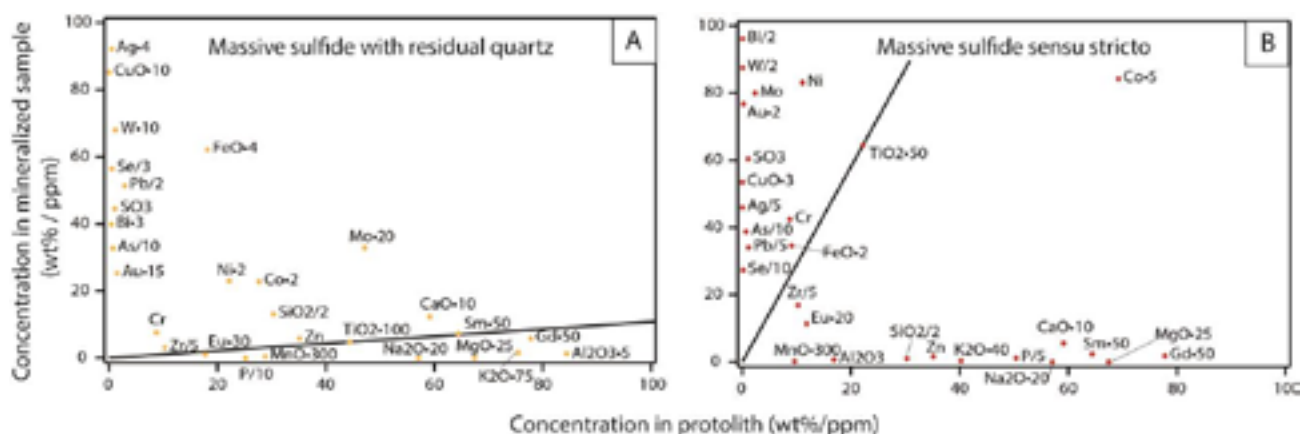 100
80
60
40
20
0
Concentration in mineralized sample
(wt% / ppm)
Massive sulfide with residual quartz
A
Ag•4
CuO•10
W•10
FeO•4
Se/3
Pb/2
SO3
Bi•3
As/10
Au•15
Mo•20
Ni•2
Co•2
SiO2/2
CaO•10
Cr
Zr/5
Eu•30
Zn
TiO2•100
Sm•50
Gd•50
P/10
MnO•300
Na2O•20
MgO•25
K2O•75
Al2O3•5
0
20
40
60
80
100
100
80
60
40
20
0
Massive sulfide sensu stricto
B
Bi/2
W/2
Mo
Ni
Co•5
Au•2
TiO2•50
SO3
CuO•3
Ag/5
Cr
As/10
Pb/5
FeO•2
Se/10
Zr/5
Eu•20
SiO2/2
CaO•10
MgO•25
MnO•300
Al2O3
Zn
K2O•40
P/5
Sm•50
Gd•50
Na2O•20
0
20
40
60
80
100
Concentration in protolith (wt%/ppm)